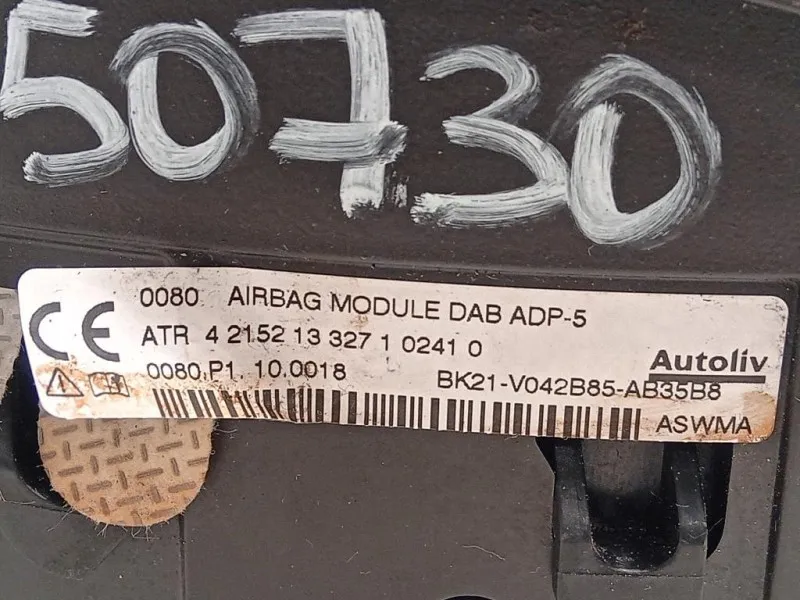 50730
0080 AIRBAG MODULE DAB ADP-5
CE
ATR 4 2152 13 327 1 0241 0
0080.P1. 10.0018
Autoliv
BK21-V042B85-AB35B8
ASWMA